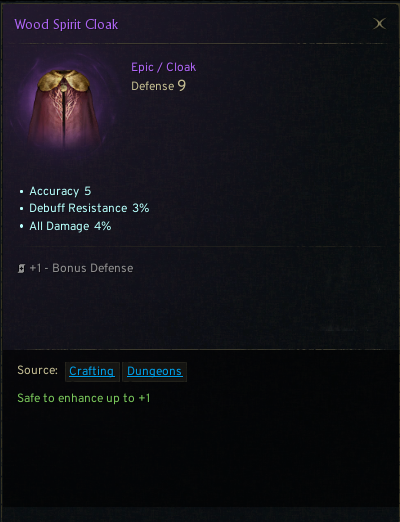 Wood Spirit Cloak
Epic / Cloak
Defense 9
• Accuracy 5
• Debuff Resistance 3%
• All Damage 4%
+1 - Bonus Defense
Source: Crafting Dungeons
Safe to enhance up to +1